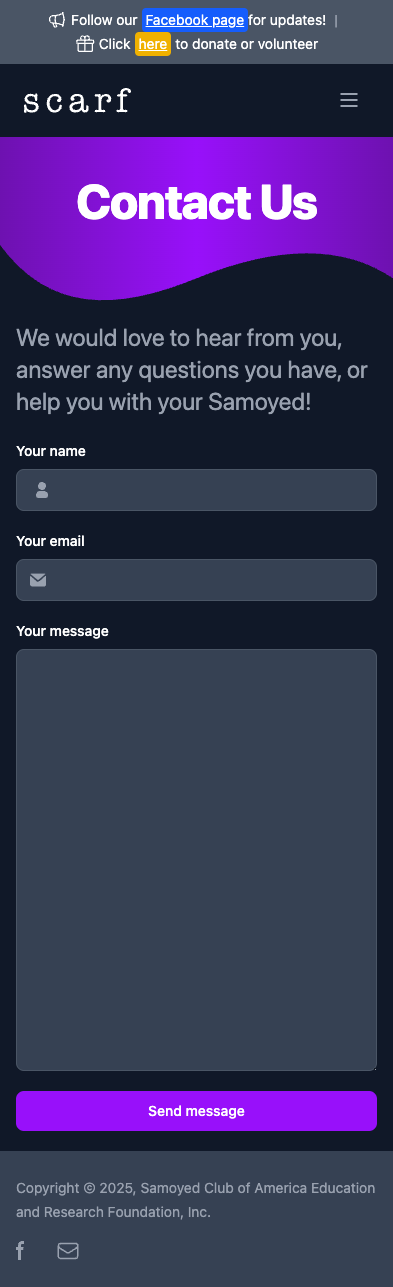 Follow our Facebook page for updates! |
Click here to donate or volunteer
scarf
Contact Us
We would love to hear from you,
answer any questions you have, or
help you with your Samoyed!
Your name
Your email
Your message
Send message
Copyright © 2025, Samoyed Club of America Education
and Research Foundation, Inc.